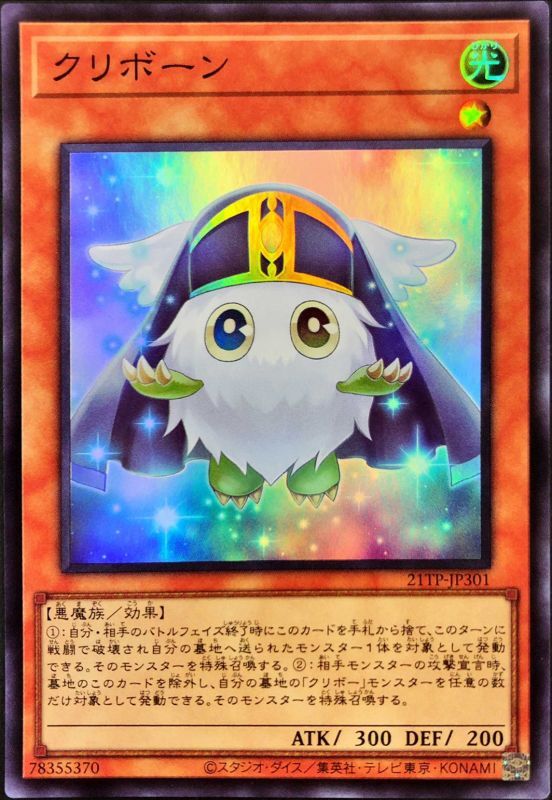 クリボーン
光
21TP-JP301
【悪魔族/効果】
①:自分・相手のバトルフェイズ終了時にこのカードを手札から捨て、このターンに
戦闘で破壊され自分の墓地へ送られたモンスター1体を対象として発動
できる。そのモンスターを特殊召喚する。②:相手モンスターの攻撃宣言時、
墓地のこのカードを除外し、自分の墓地の「クリボー」モンスターを任意の数
だけ対象として発動できる。そのモンスターを特殊召喚する。
ATK/ 300 DEF/ 200
78355370
©スタジオ・ダイス/集英社・テレビ東京・KONAMI